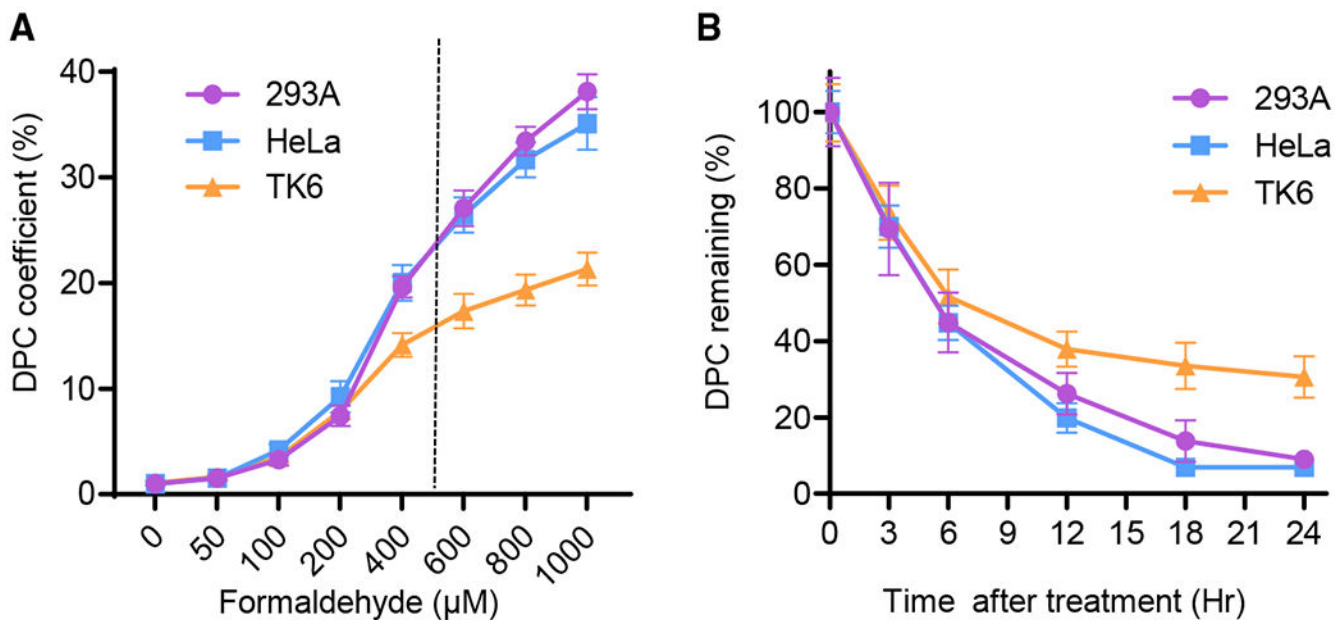 A
DPC coefficient (%)
40
30
20
10
0
293A
HeLa
TK6
0
50
100
200
400
600
800
1000
Formaldehyde (µM)
B
DPC remaining (%)
100
80
60
40
20
0
293A
HeLa
TK6
0 3 6 9 12 15 18 21 24
Time after treatment (Hr)